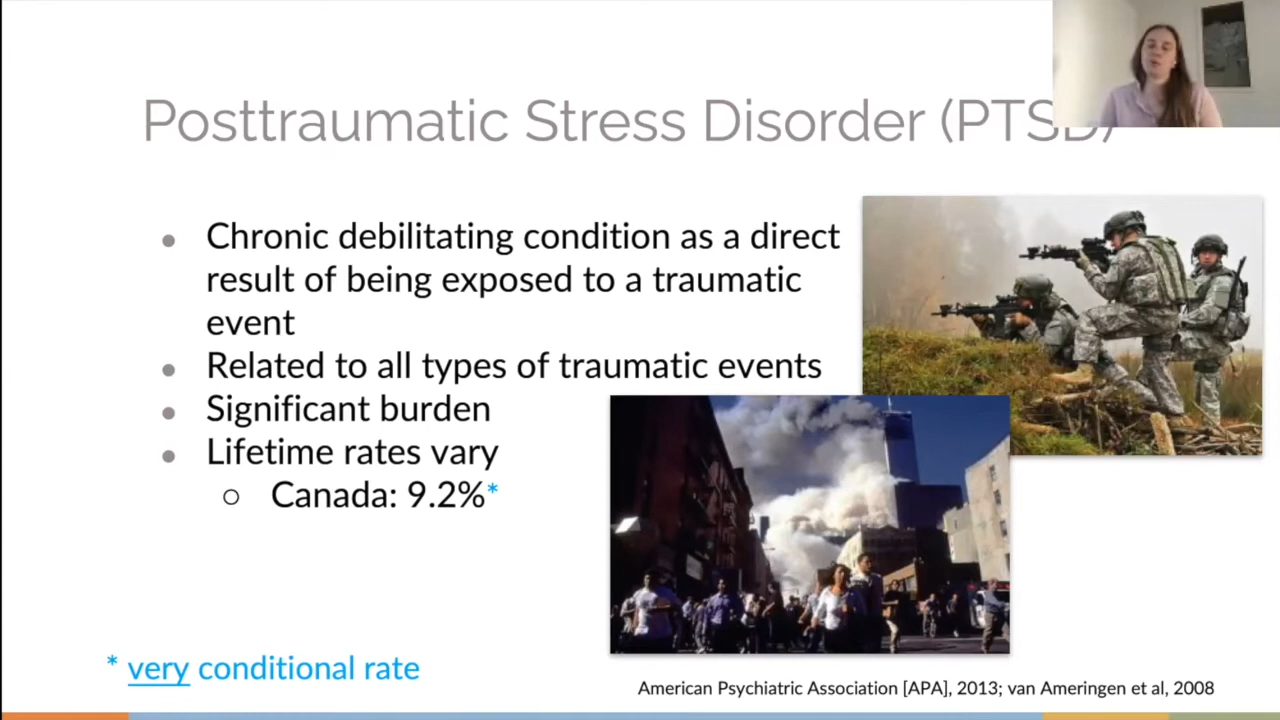 Posttraumatic Stress Disorder (PTSD)
● Chronic debilitating condition as a direct
result of being exposed to a traumatic
event
● Related to all types of traumatic events
● Significant burden
● Lifetime rates vary
○ Canada: 9.2%*
* very conditional rate
American Psychiatric Association [APA], 2013; van Ameringen et al, 2008